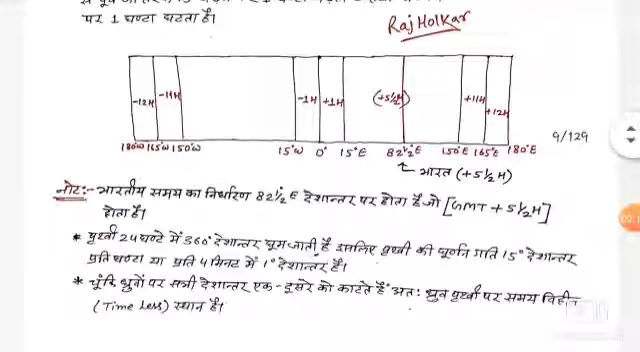 पर 1 घण्टा घटता है।
Raj Holkar
-12H -11H -1H +1H (+5½H) +11H +12H
180°W 165°W 150°W 15°W 0° 15°E 82½°E 150°E 165°E 180°E
9/129
भारत (+5½H)
नोट:- भारतीय समय का निर्धारण 82½°E देशान्तर पर होता है जो [GMT + 5½H]
होता है।
* पृथ्वी 24 घण्टे में 360° देशान्तर घूम जाती है इसलिए पृथ्वी की घूर्णन गति 15° देशान्तर
प्रति घण्टा या प्रति 4 मिनट में 1° देशान्तर है।
* चूंकि ध्रुवों पर सभी देशान्तर एक-दूसरे को काटते हैं अतः ध्रुव पृथ्वी पर समय विहीन
(Time Less) स्थान है।